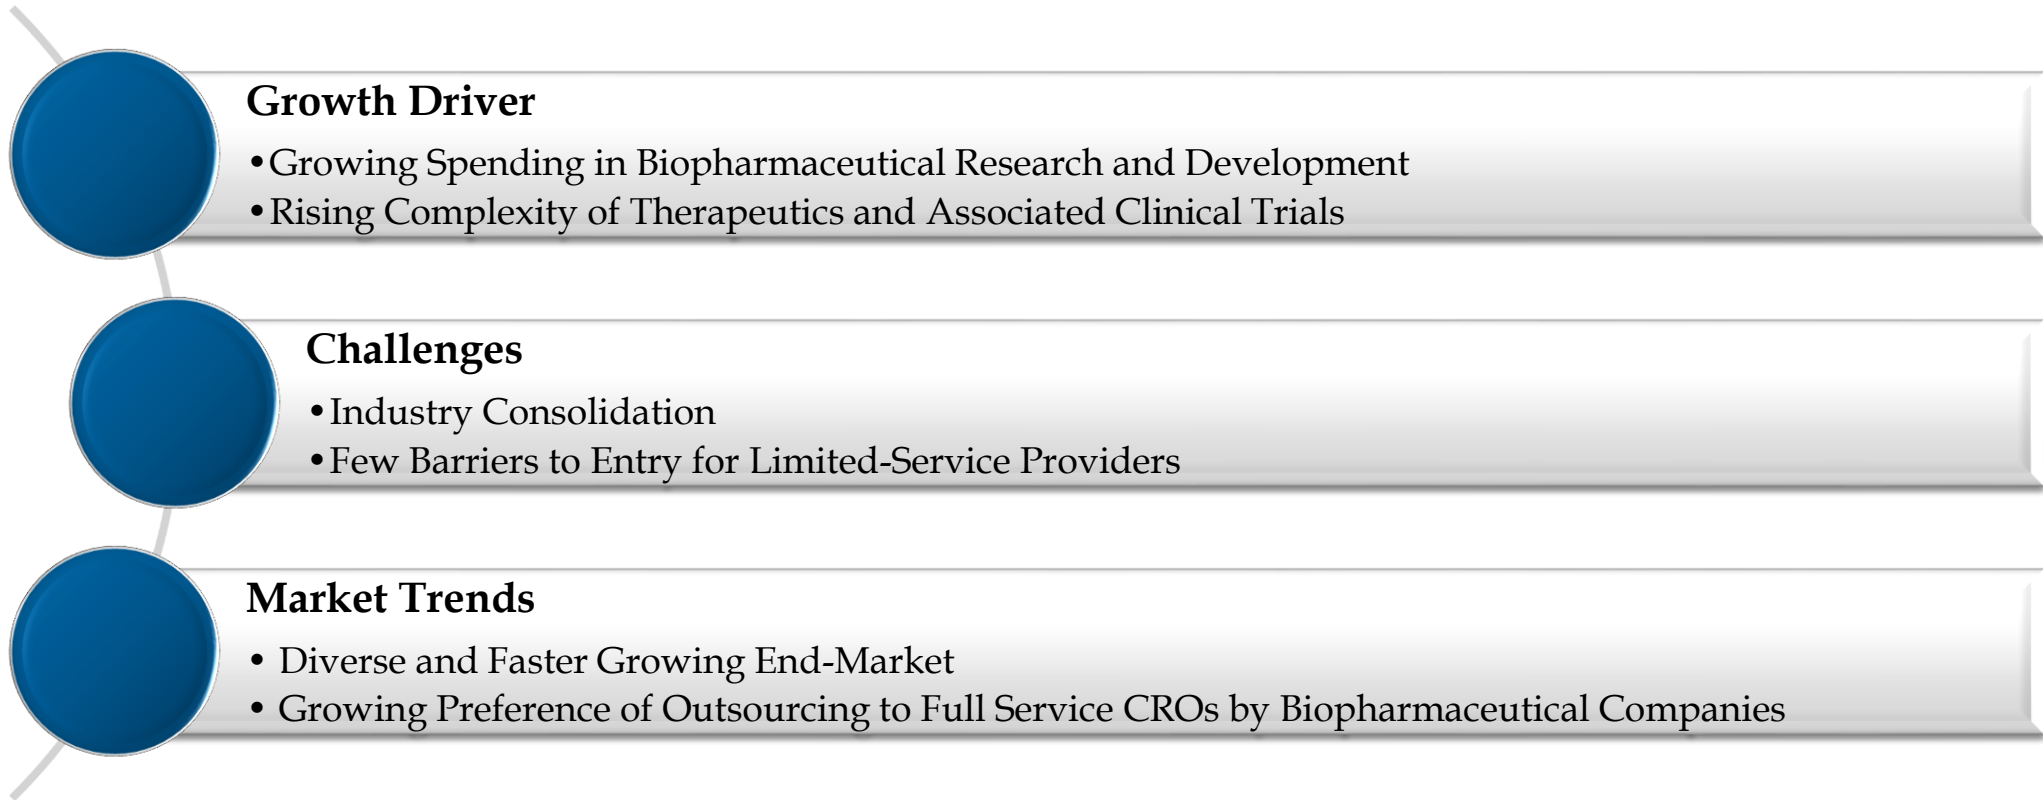 Growth Driver
•Growing Spending in Biopharmaceutical Research and Development
•Rising Complexity of Therapeutics and Associated Clinical Trials
Challenges
•Industry Consolidation
•Few Barriers to Entry for Limited-Service Providers
Market Trends
• Diverse and Faster Growing End-Market
• Growing Preference of Outsourcing to Full Service CROs by Biopharmaceutical Companies